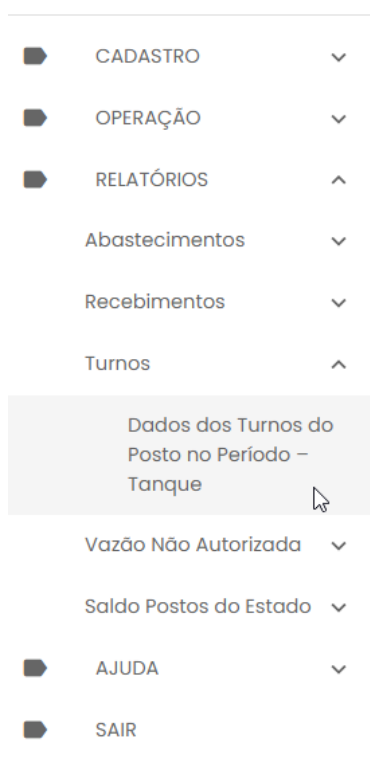 CADASTRO
OPERAÇÃO
RELATÓRIOS
Abastecimentos
Recebimentos
Turnos
Dados dos Turnos do
Posto no Período –
Tanque
Vazão Não Autorizada
Saldo Postos do Estado
AJUDA
SAIR